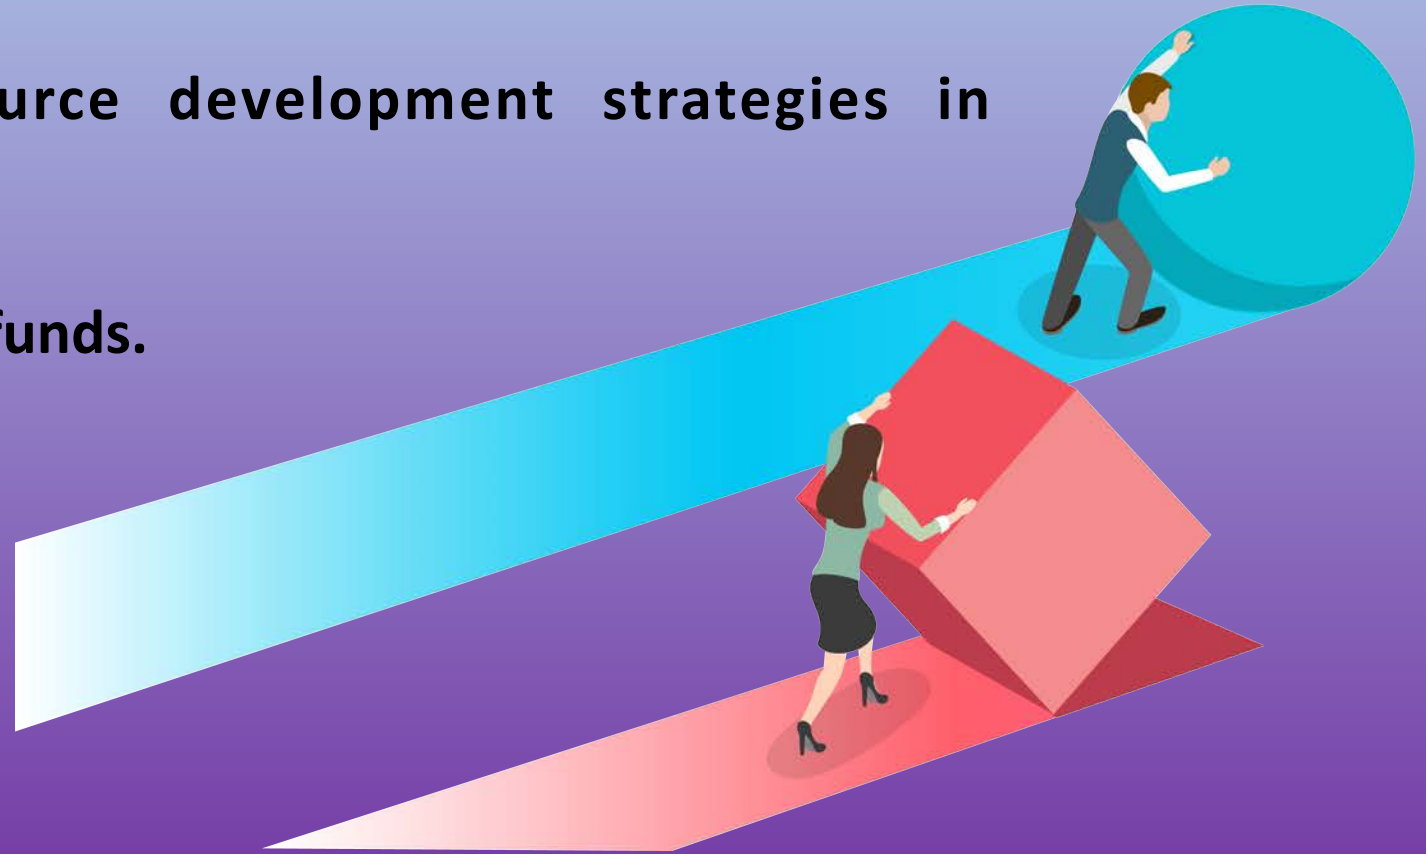 urce development strategies in
funds.